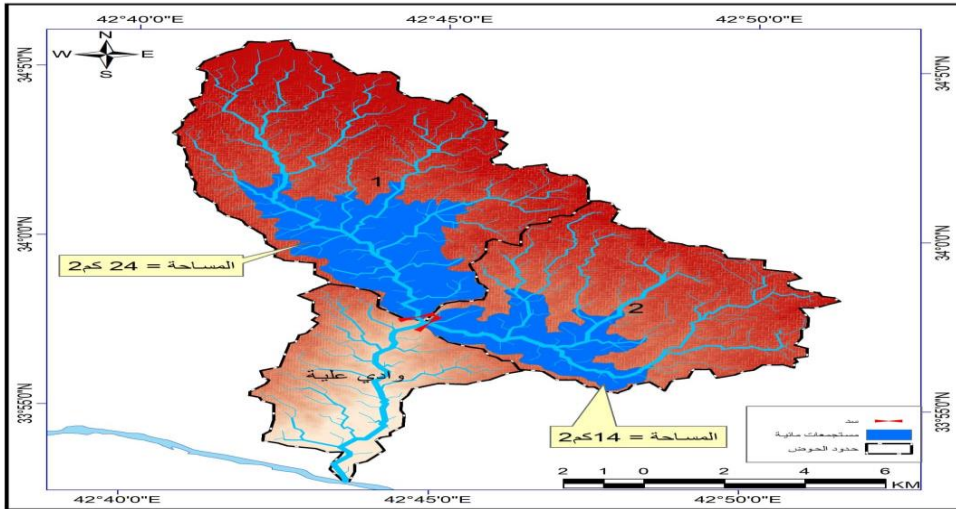 42°40'0"E 42°45'0"E 42°50'0"E
N
W E
S
34°5'0"N 34°5'0"N
1
34°0'0"N 34°0'0"N
المساحة = 24 كم2
2
وادي علية
33°55'0"N 33°55'0"N
المساحة = 14كم2
سد
مستجمعات مائية
حدود الحوض
2 1 0 2 4 6
KM
42°40'0"E 42°45'0"E 42°50'0"E